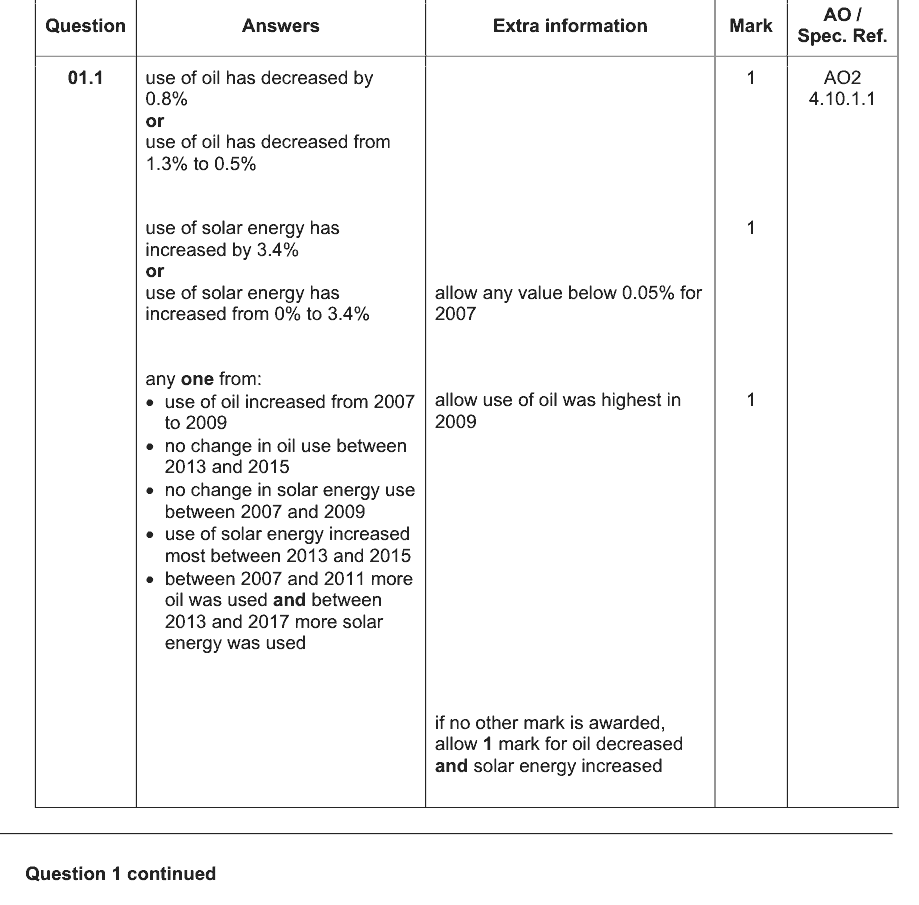 Question Answers Extra information Mark AO / Spec. Ref.
01.1 use of oil has decreased by 1 AO2
0.8% 4.10.1.1
or
use of oil has decreased from
1.3% to 0.5%
use of solar energy has 1
increased by 3.4%
or
use of solar energy has allow any value below 0.05% for
increased from 0% to 3.4% 2007
any one from:
• use of oil increased from 2007 allow use of oil was highest in 1
to 2009 2009
• no change in oil use between
2013 and 2015
• no change in solar energy use
between 2007 and 2009
• use of solar energy increased
most between 2013 and 2015
• between 2007 and 2011 more
oil was used and between
2013 and 2017 more solar
energy was used
if no other mark is awarded,
allow 1 mark for oil decreased
and solar energy increased
Question 1 continued